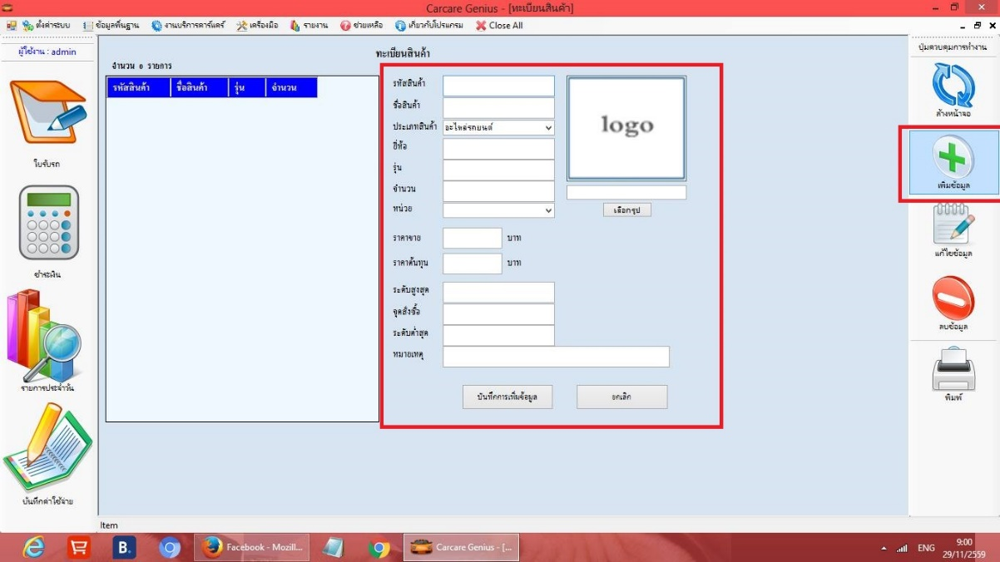 Carcare Genius - [ทะเบียนสินค้า]
ตั้งค่าระบบ ข้อมูลพื้นฐาน งานบริการคาร์แคร์ เครื่องมือ รายงาน ช่วยเหลือ เกี่ยวกับโปรแกรม Close All
ผู้ใช้งาน : admin
ใบรับรถ
ชำระเงิน
รายการประจำวัน
บันทึกค่าใช้จ่าย
ทะเบียนสินค้า
จำนวน 0 รายการ
รหัสสินค้า ชื่อสินค้า รุ่น จำนวน
รหัสสินค้า
ชื่อสินค้า
ประเภทสินค้า อะไหล่รถยนต์
ยี่ห้อ
รุ่น
จำนวน
หน่วย
logo
เลือกรูป
ราคาขาย บาท
ราคาต้นทุน บาท
ระดับสูงสุด
จุดสั่งซื้อ
ระดับต่ำสุด
หมายเหตุ
บันทึกการเพิ่มข้อมูล ยกเลิก
ปุ่มควบคุมการทำงาน
ล้างหน้าจอ
เพิ่มข้อมูล
แก้ไขข้อมูล
ลบข้อมูล
พิมพ์
Item
B. Facebook - Mozill... Carcare Genius - [... ENG 9:00
29/11/2559